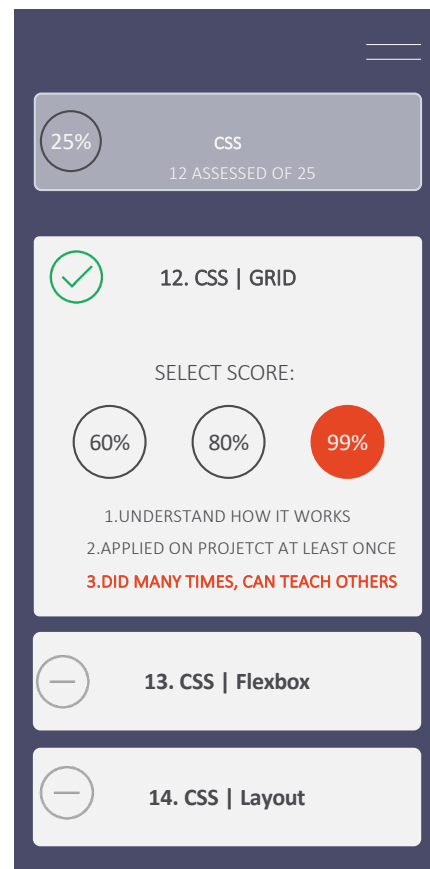 25%
CSS
12 ASSESSED OF 25
12. CSS | GRID
SELECT SCORE:
60%
80%
99%
1.UNDERSTAND HOW IT WORKS
2.APPLIED ON PROJETCT AT LEAST ONCE
3.DID MANY TIMES, CAN TEACH OTHERS
13. CSS | Flexbox
14. CSS | Layout